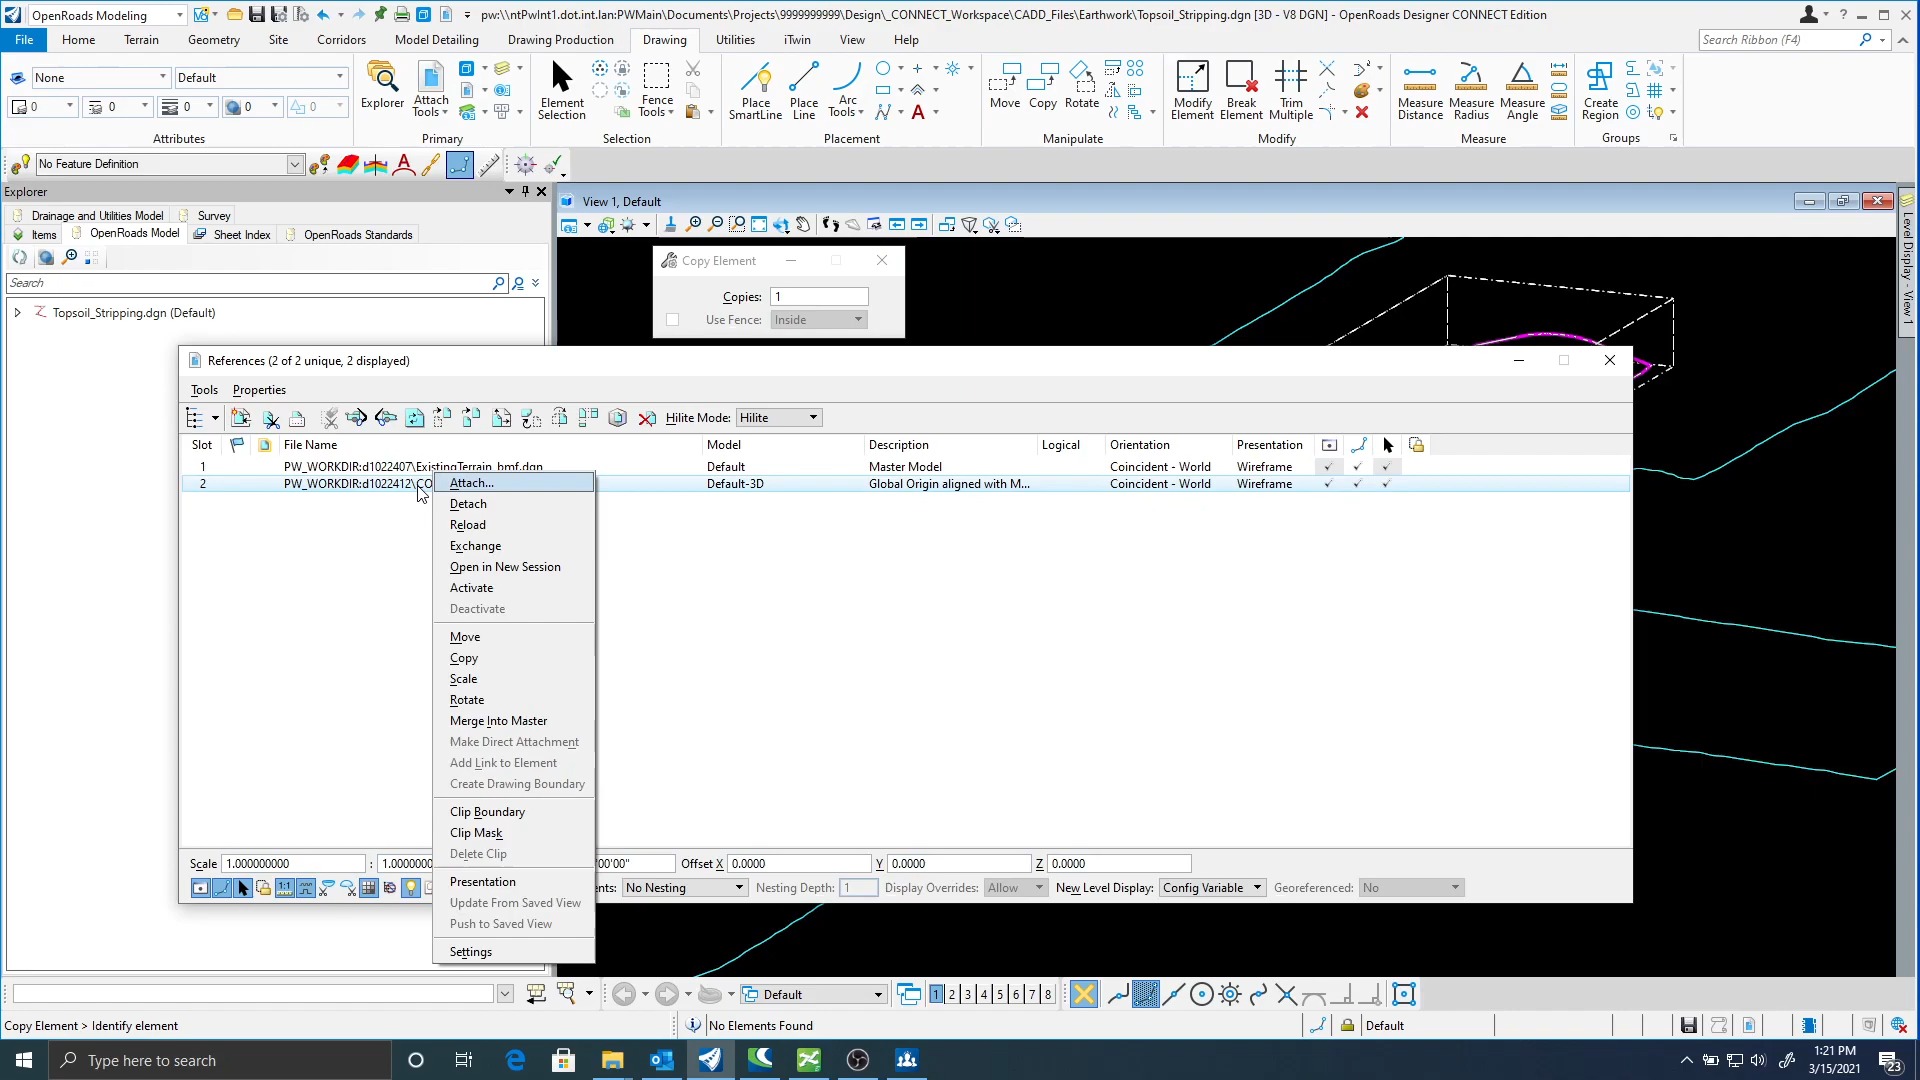 OpenRoads Modeling
pw:\\ntPwInt1.dot.int.lan:PWMain\Documents\Projects\9999999999\Design\_CONNECT_Workspace\CADD_Files\Earthwork\Topsoil_Stripping.dgn [3D - V8 DGN] - OpenRoads Designer CONNECT Edition
File Home Terrain Geometry Site Corridors Model Detailing Drawing Production Drawing Utilities iTwin View Help
Search Ribbon (F4)
None Default
0 0 0 0 0
Explorer Attach Tools Element Selection Fence Tools Place SmartLine Place Line Arc Tools Move Copy Rotate Modify Element Break Element Trim Multiple Measure Distance Measure Radius Measure Angle Create Region
Attributes Primary Selection Placement Manipulate Modify Measure Groups
No Feature Definition
Explorer
Drainage and Utilities Model Survey
Items OpenRoads Model Sheet Index OpenRoads Standards
Search
Topsoil_Stripping.dgn (Default)
View 1, Default
Level Display - View 1
Copy Element
Copies: 1
Use Fence: Inside
References (2 of 2 unique, 2 displayed)
Tools Properties
Hilite Mode: Hilite
Slot File Name Model Description Logical Orientation Presentation
1 PW_WORKDIR:d1022407\ExistingTerrain_bmf.dgn Default Master Model Coincident - World Wireframe
2 PW_WORKDIR:d1022412\CO Default-3D Global Origin aligned with M... Coincident - World Wireframe
Attach...
Detach
Reload
Exchange
Open in New Session
Activate
Deactivate
Move
Copy
Scale
Rotate
Merge Into Master
Make Direct Attachment
Add Link to Element
Create Drawing Boundary
Clip Boundary
Clip Mask
Delete Clip
Presentation
Update From Saved View
Push to Saved View
Settings
Scale 1.000000000 : 1.0000000 '00'00" Offset X 0.0000 Y 0.0000 Z 0.0000
1:1 nts: No Nesting Nesting Depth: 1 Display Overrides: Allow New Level Display: Config Variable Georeferenced: No
Default 1 2 3 4 5 6 7 8
Copy Element > Identify element No Elements Found Default
Type here to search
1:21 PM
3/15/2021
23